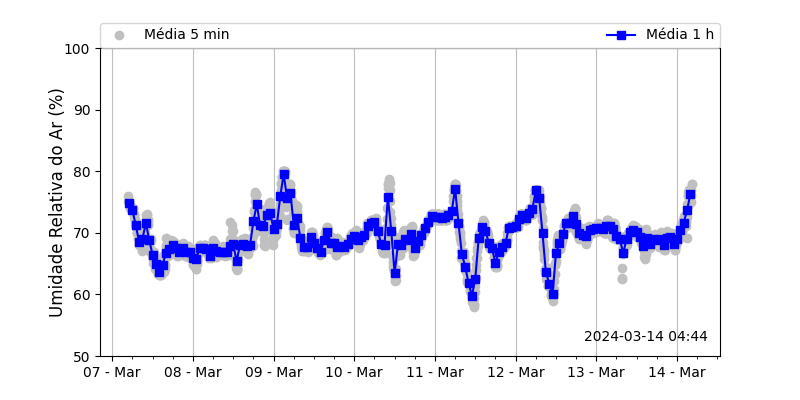 Média 5 min
Média 1 h
Umidade Relativa do Ar (%)
100
90
80
70
60
50
2024-03-14 04:44
07 - Mar
08 - Mar
09 - Mar
10 - Mar
11 - Mar
12 - Mar
13 - Mar
14 - Mar